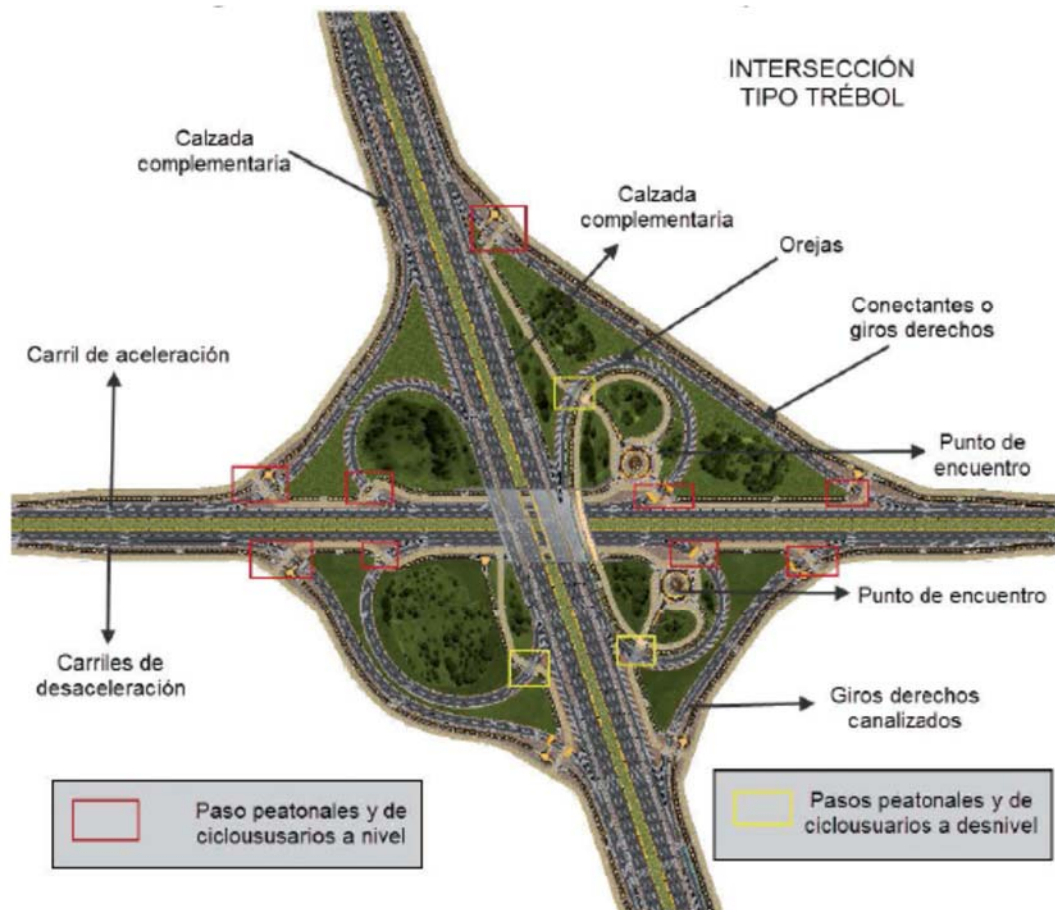 INTERSECCIÓN
TIPO TRÉBOL
Calzada
complementaria
Calzada
complementaria
Orejas
Conectantes o
giros derechos
Carril de aceleración
Punto de
encuentro
Punto de encuentro
Carriles de
desaceleración
Giros derechos
canalizados
Paso peatonales y de
ciclousuarios a nivel
Pasos peatonales y de
ciclousuarios a desnivel